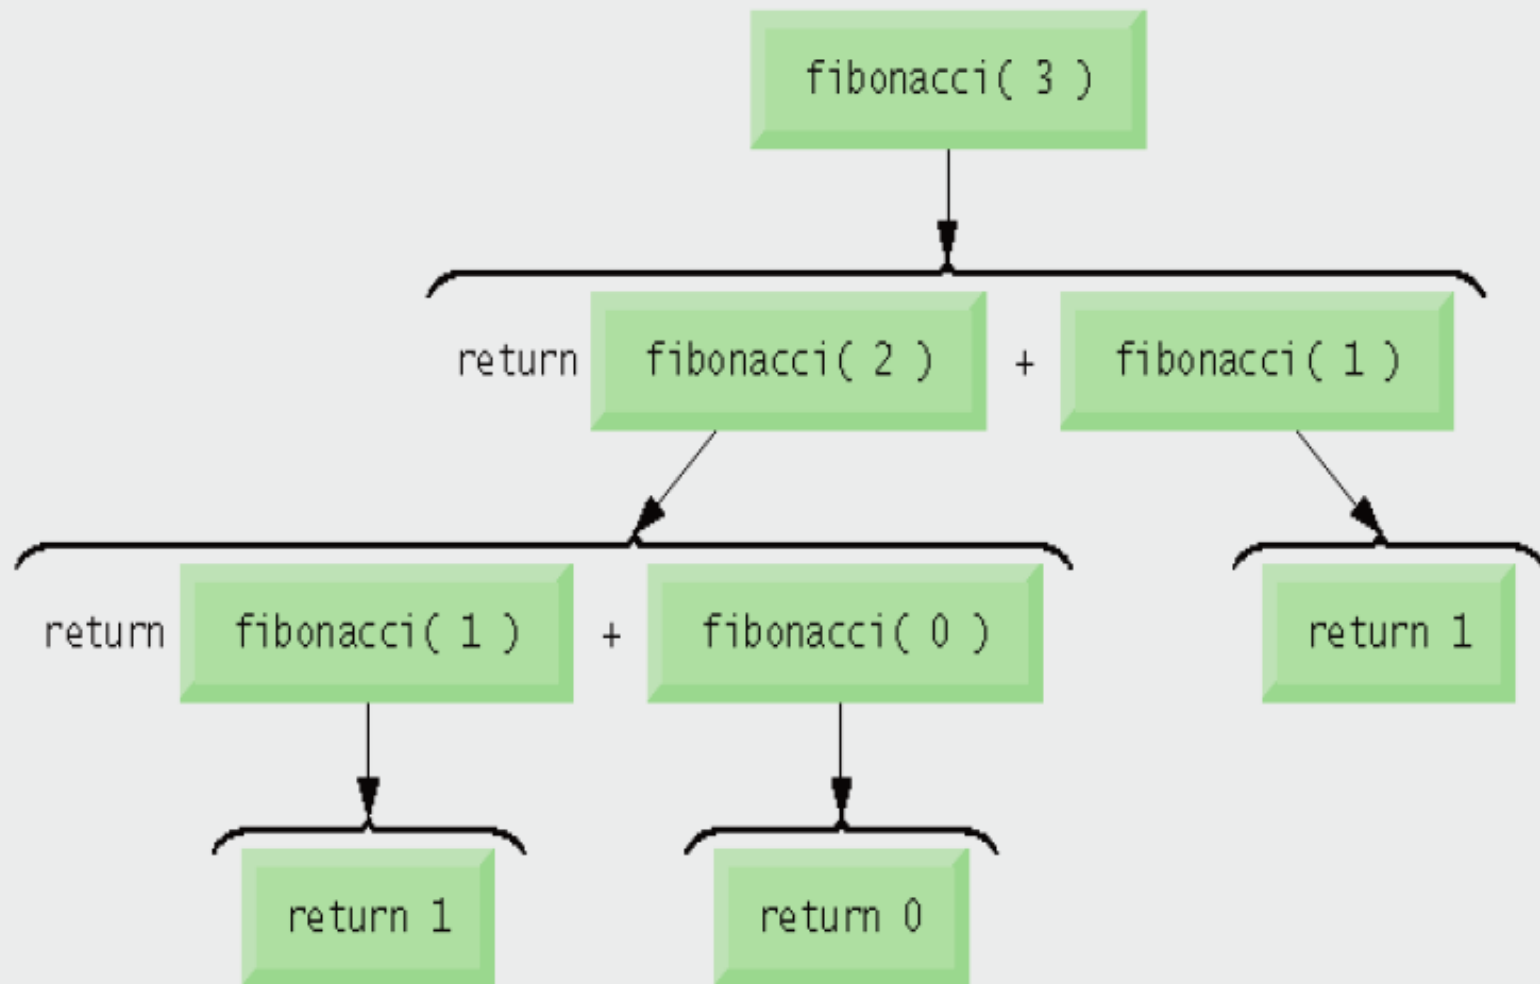 fibonacci( 3 )
return fibonacci( 2 ) + fibonacci( 1 )
return fibonacci( 1 ) + fibonacci( 0 ) return 1
return 1 return 0